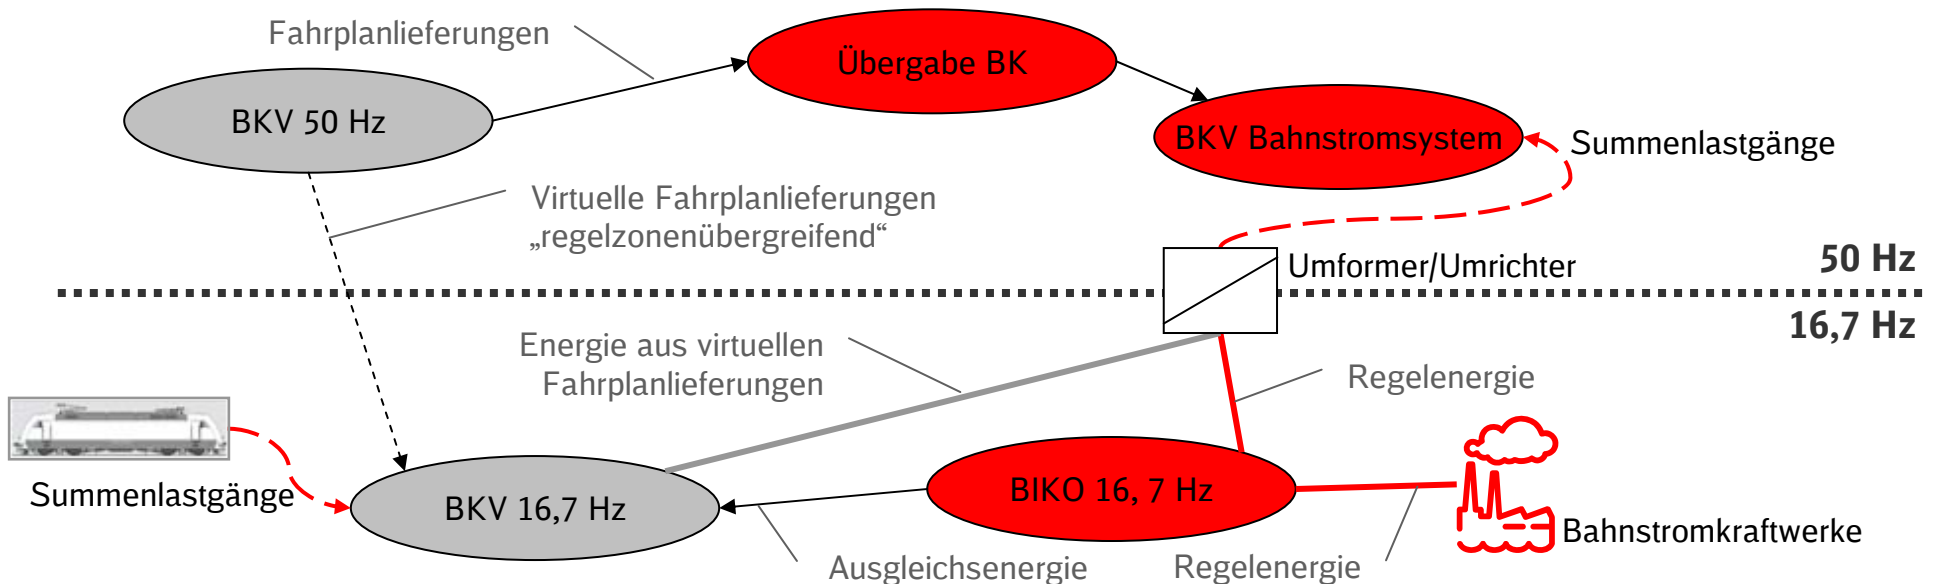 Fahrplanlieferungen
Übergabe BK
BKV 50 Hz
BKV Bahnstromsystem
Summenlastgänge
Virtuelle Fahrplanlieferungen
„regelzonenübergreifend“
Umformer/Umrichter
50 Hz
16,7 Hz
Energie aus virtuellen
Fahrplanlieferungen
Regelenergie
Summenlastgänge
BKV 16,7 Hz
BIKO 16, 7 Hz
Bahnstromkraftwerke
Ausgleichsenergie
Regelenergie